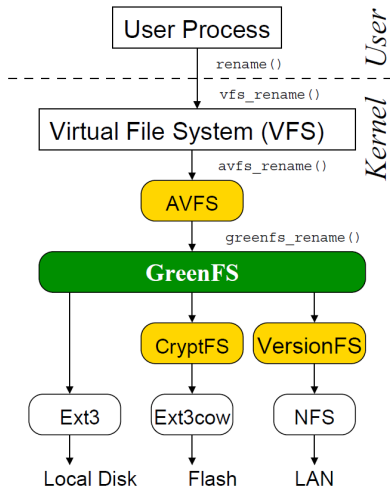 User Process
User
rename()
vfs_rename()
Kernel
Virtual File System (VFS)
avfs_rename()
AVFS
greenfs_rename()
GreenFS
CryptFS
VersionFS
Ext3
Ext3cow
NFS
Local Disk
Flash
LAN